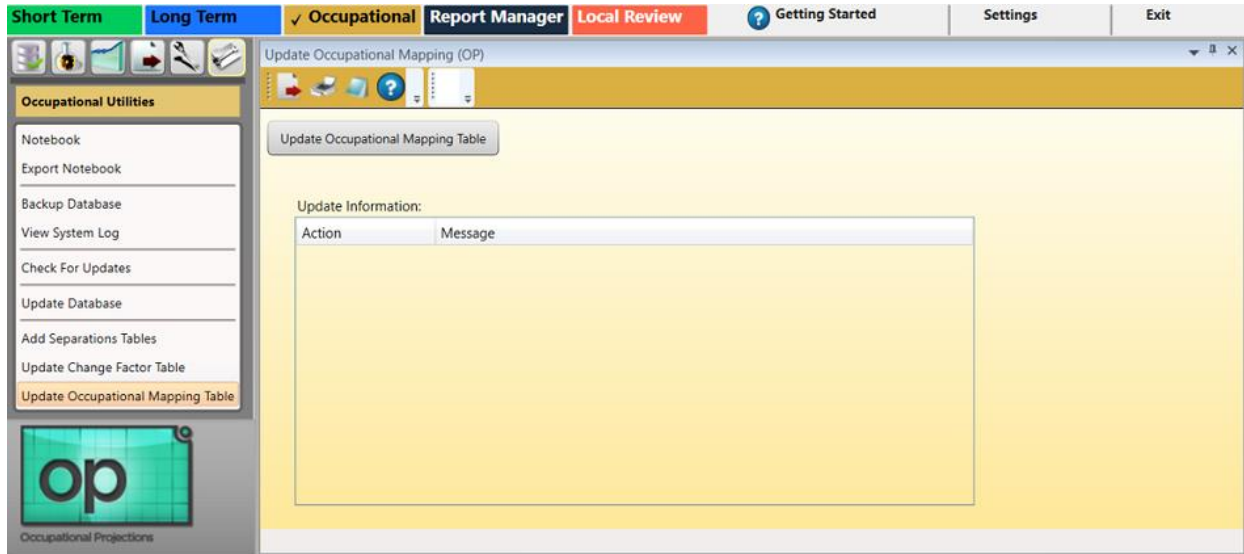 Short Term
Long Term
✓ Occupational
Report Manager
Local Review
? Getting Started
Settings
Exit
Update Occupational Mapping (OP)
?
Occupational Utilities
Notebook
Export Notebook
Backup Database
View System Log
Check For Updates
Update Database
Add Separations Tables
Update Change Factor Table
Update Occupational Mapping Table
op
Occupational Projections
Update Occupational Mapping Table
Update Information:
Action Message